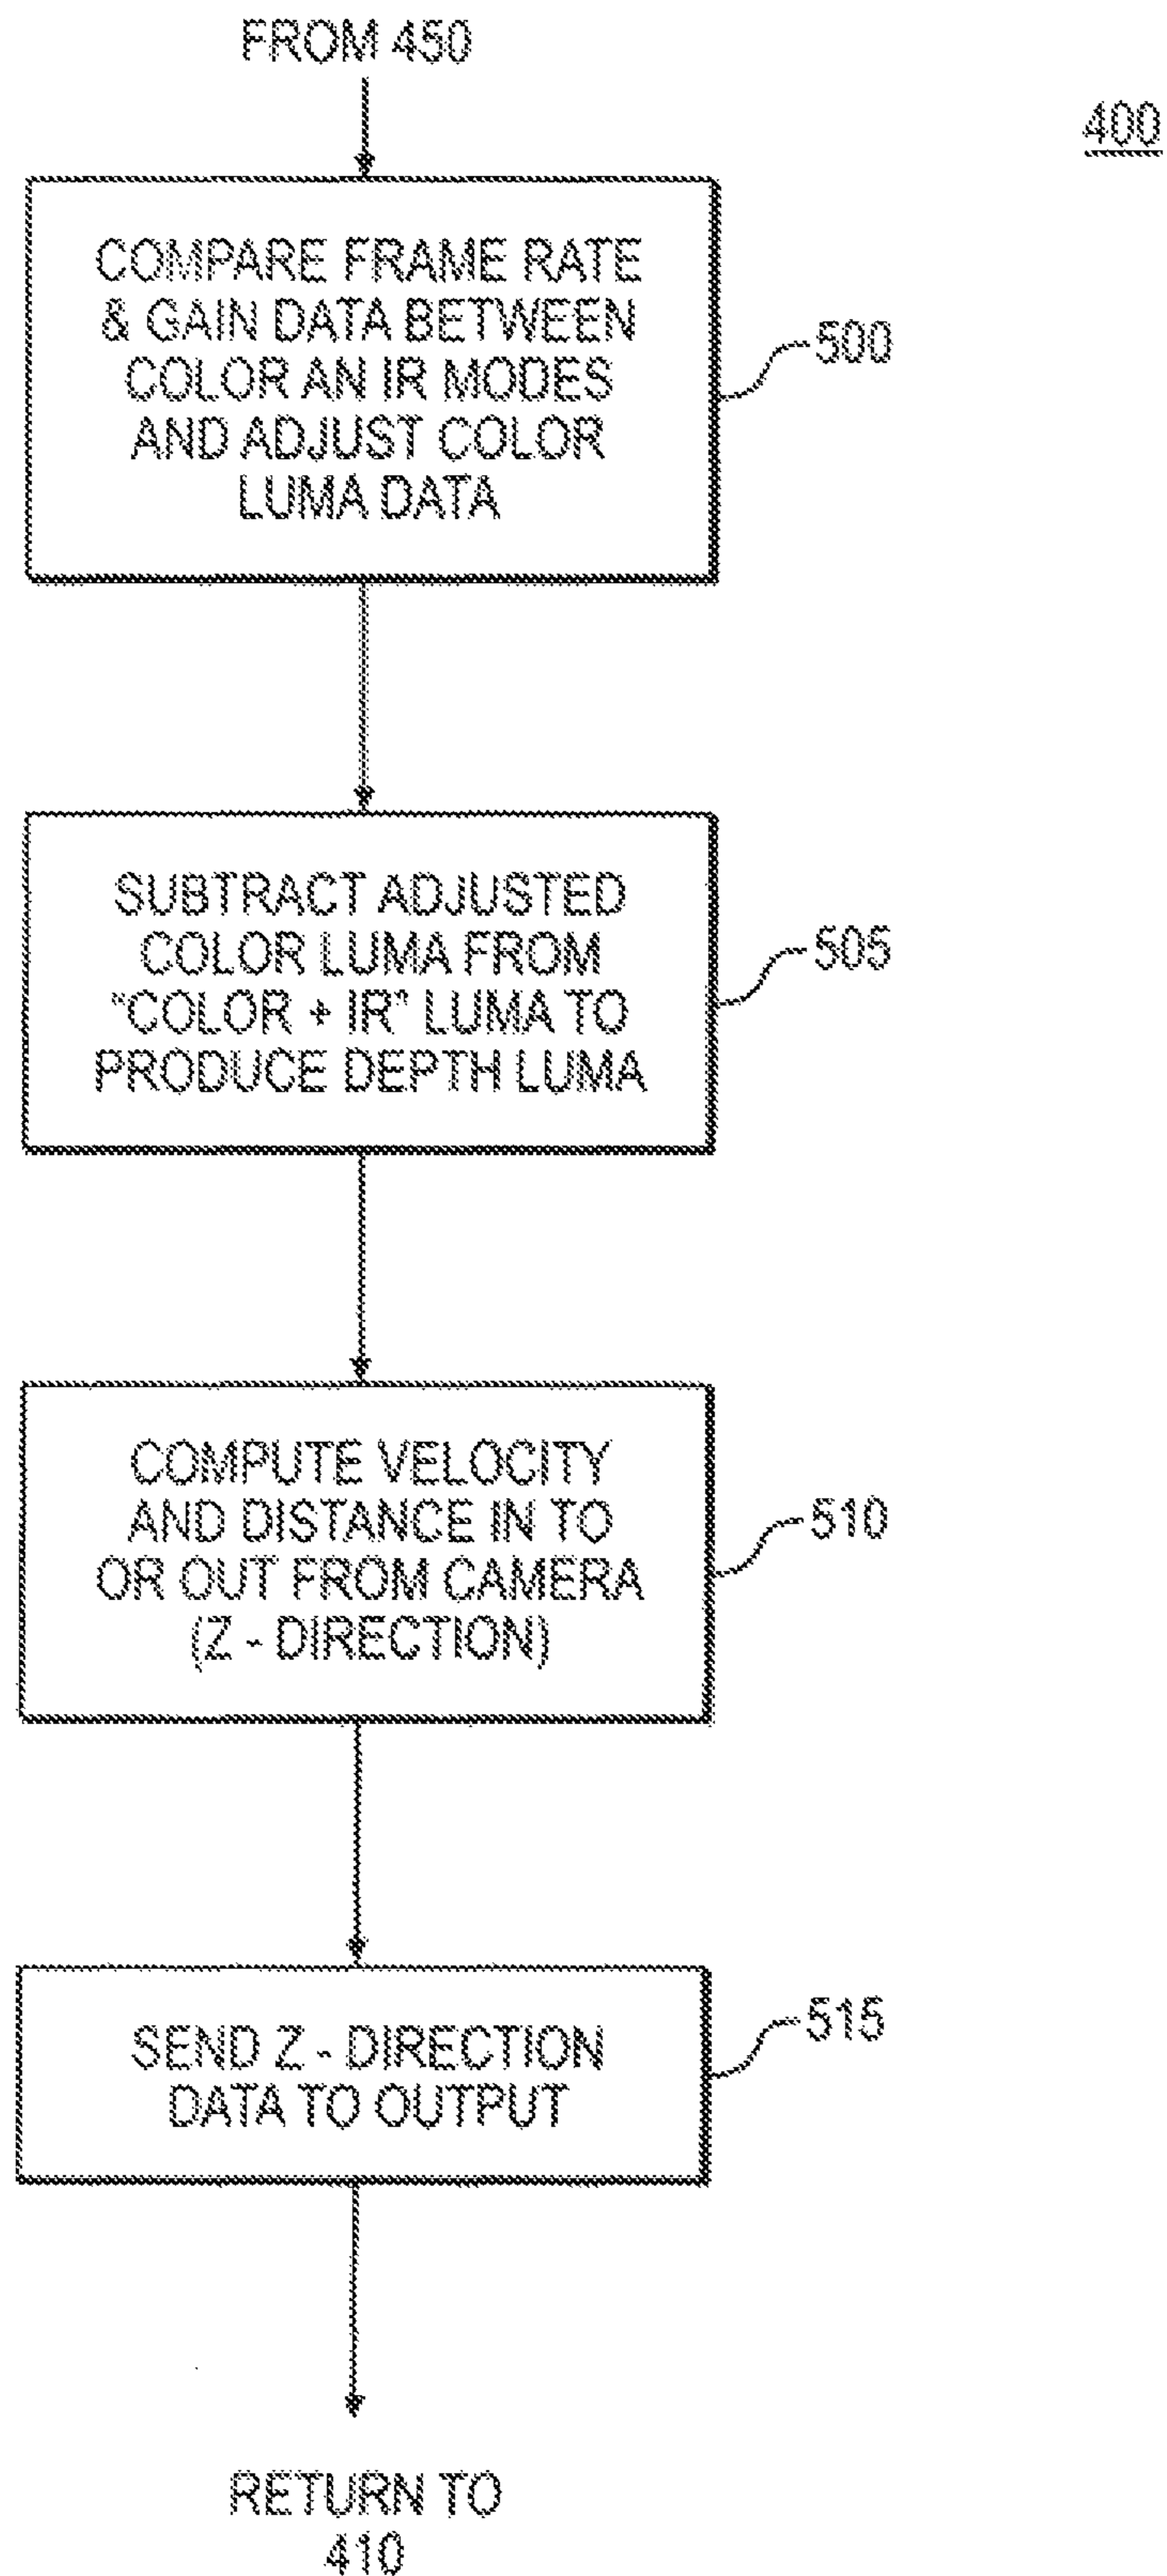 FROM 450
400
COMPARE FRAME RATE
& GAIN DATA BETWEEN
COLOR AN IR MODES
AND ADJUST COLOR
LUMA DATA
500
SUBTRACT ADJUSTED
COLOR LUMA FROM
"COLOR + IR" LUMA TO
PRODUCE DEPTH LUMA
505
COMPUTE VELOCITY
AND DISTANCE IN TO
OR OUT FROM CAMERA
(Z - DIRECTION)
510
SEND Z - DIRECTION
DATA TO OUTPUT
515
RETURN TO
410